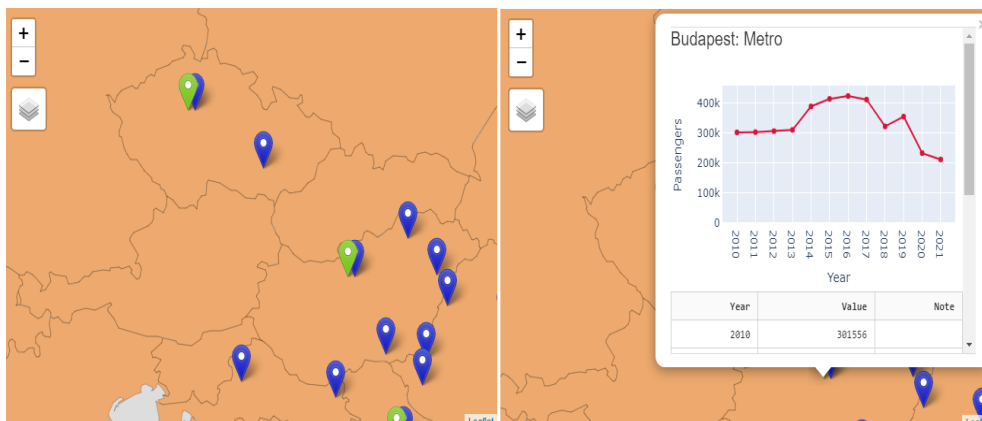 +
−
Leaflet
+
−
Budapest: Metro
x
Passengers
400k
300k
200k
100k
0
2010
2011
2012
2013
2014
2015
2016
2017
2018
2019
2020
2021
Year
Year Value Note
2010 301556